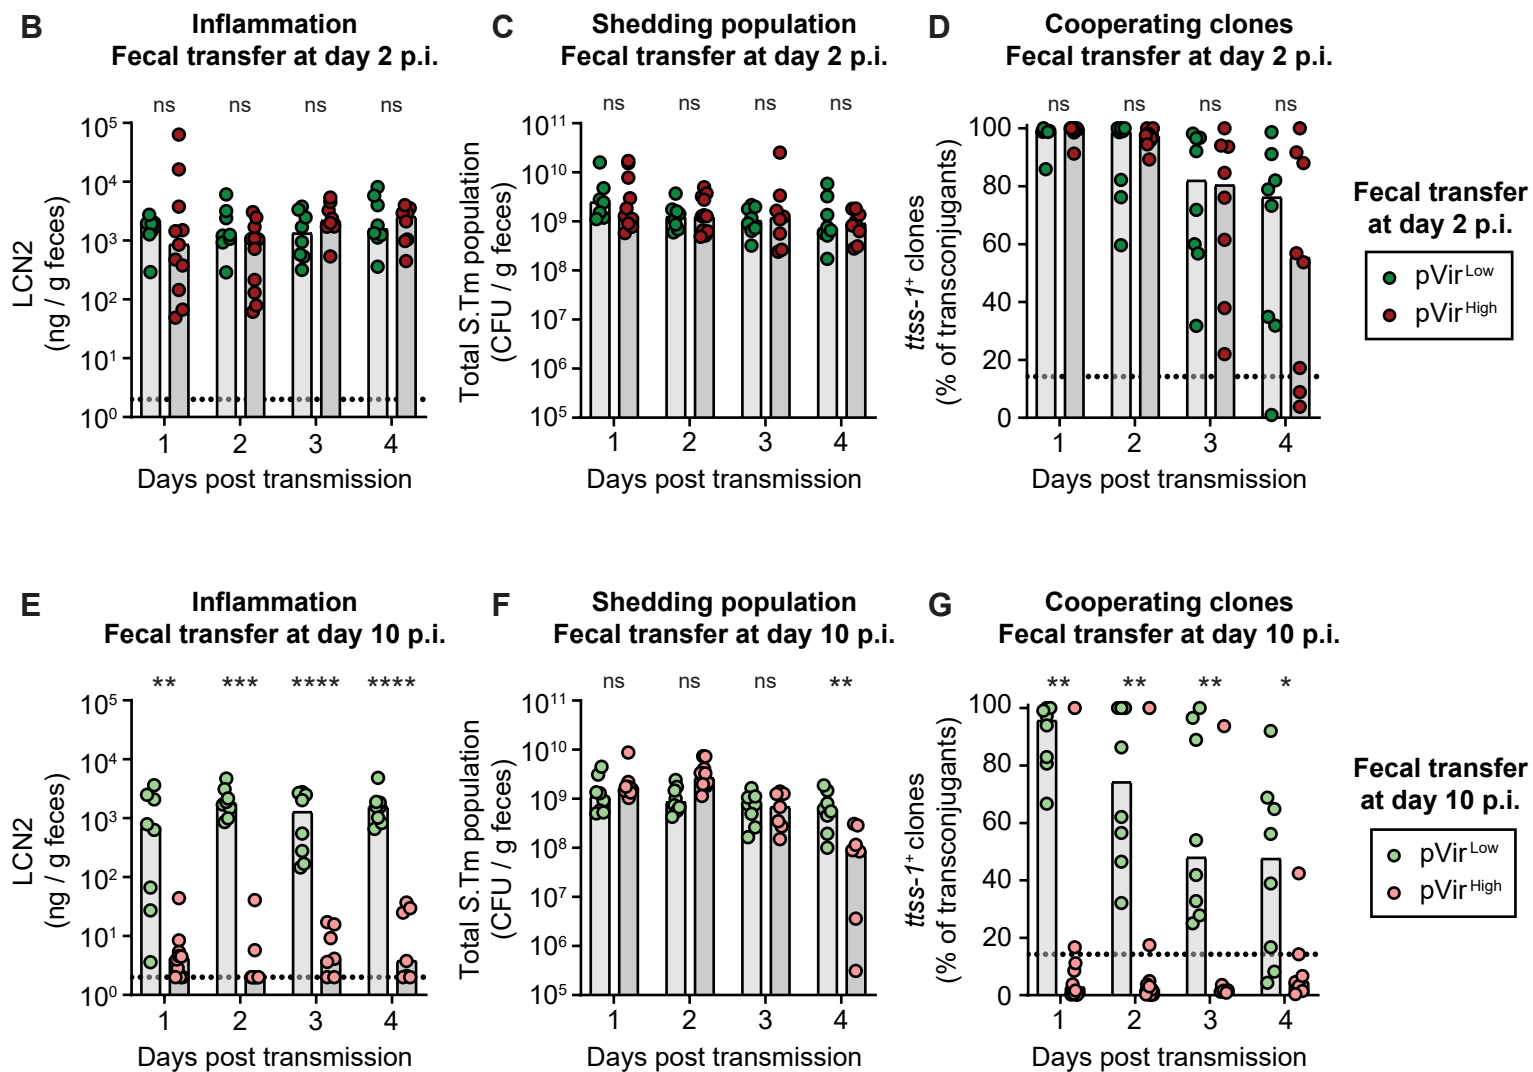 B
Inflammation
Fecal transfer at day 2 p.i.
ns ns ns ns
LCN2
(ng / g feces)
10⁵
10⁴
10³
10²
10¹
10⁰
1 2 3 4
Days post transmission
C
Shedding population
Fecal transfer at day 2 p.i.
ns ns ns ns
Total S.Tm population
(CFU / g feces)
10¹¹
10¹⁰
10⁹
10⁸
10⁷
10⁶
10⁵
1 2 3 4
Days post transmission
D
Cooperating clones
Fecal transfer at day 2 p.i.
ns ns ns ns
ttss-1⁺ clones
(% of transconjugants)
100
80
60
40
20
0
1 2 3 4
Days post transmission
Fecal transfer
at day 2 p.i.
pVirᴸᵒʷ
pVirᴴⁱᵍʰ
E
Inflammation
Fecal transfer at day 10 p.i.
** *** **** ****
LCN2
(ng / g feces)
10⁵
10⁴
10³
10²
10¹
10⁰
1 2 3 4
Days post transmission
F
Shedding population
Fecal transfer at day 10 p.i.
ns ns ns **
Total S.Tm population
(CFU / g feces)
10¹¹
10¹⁰
10⁹
10⁸
10⁷
10⁶
10⁵
1 2 3 4
Days post transmission
G
Cooperating clones
Fecal transfer at day 10 p.i.
** ** ** *
ttss-1⁺ clones
(% of transconjugants)
100
80
60
40
20
0
1 2 3 4
Days post transmission
Fecal transfer
at day 10 p.i.
pVirᴸᵒʷ
pVirᴴⁱᵍʰ